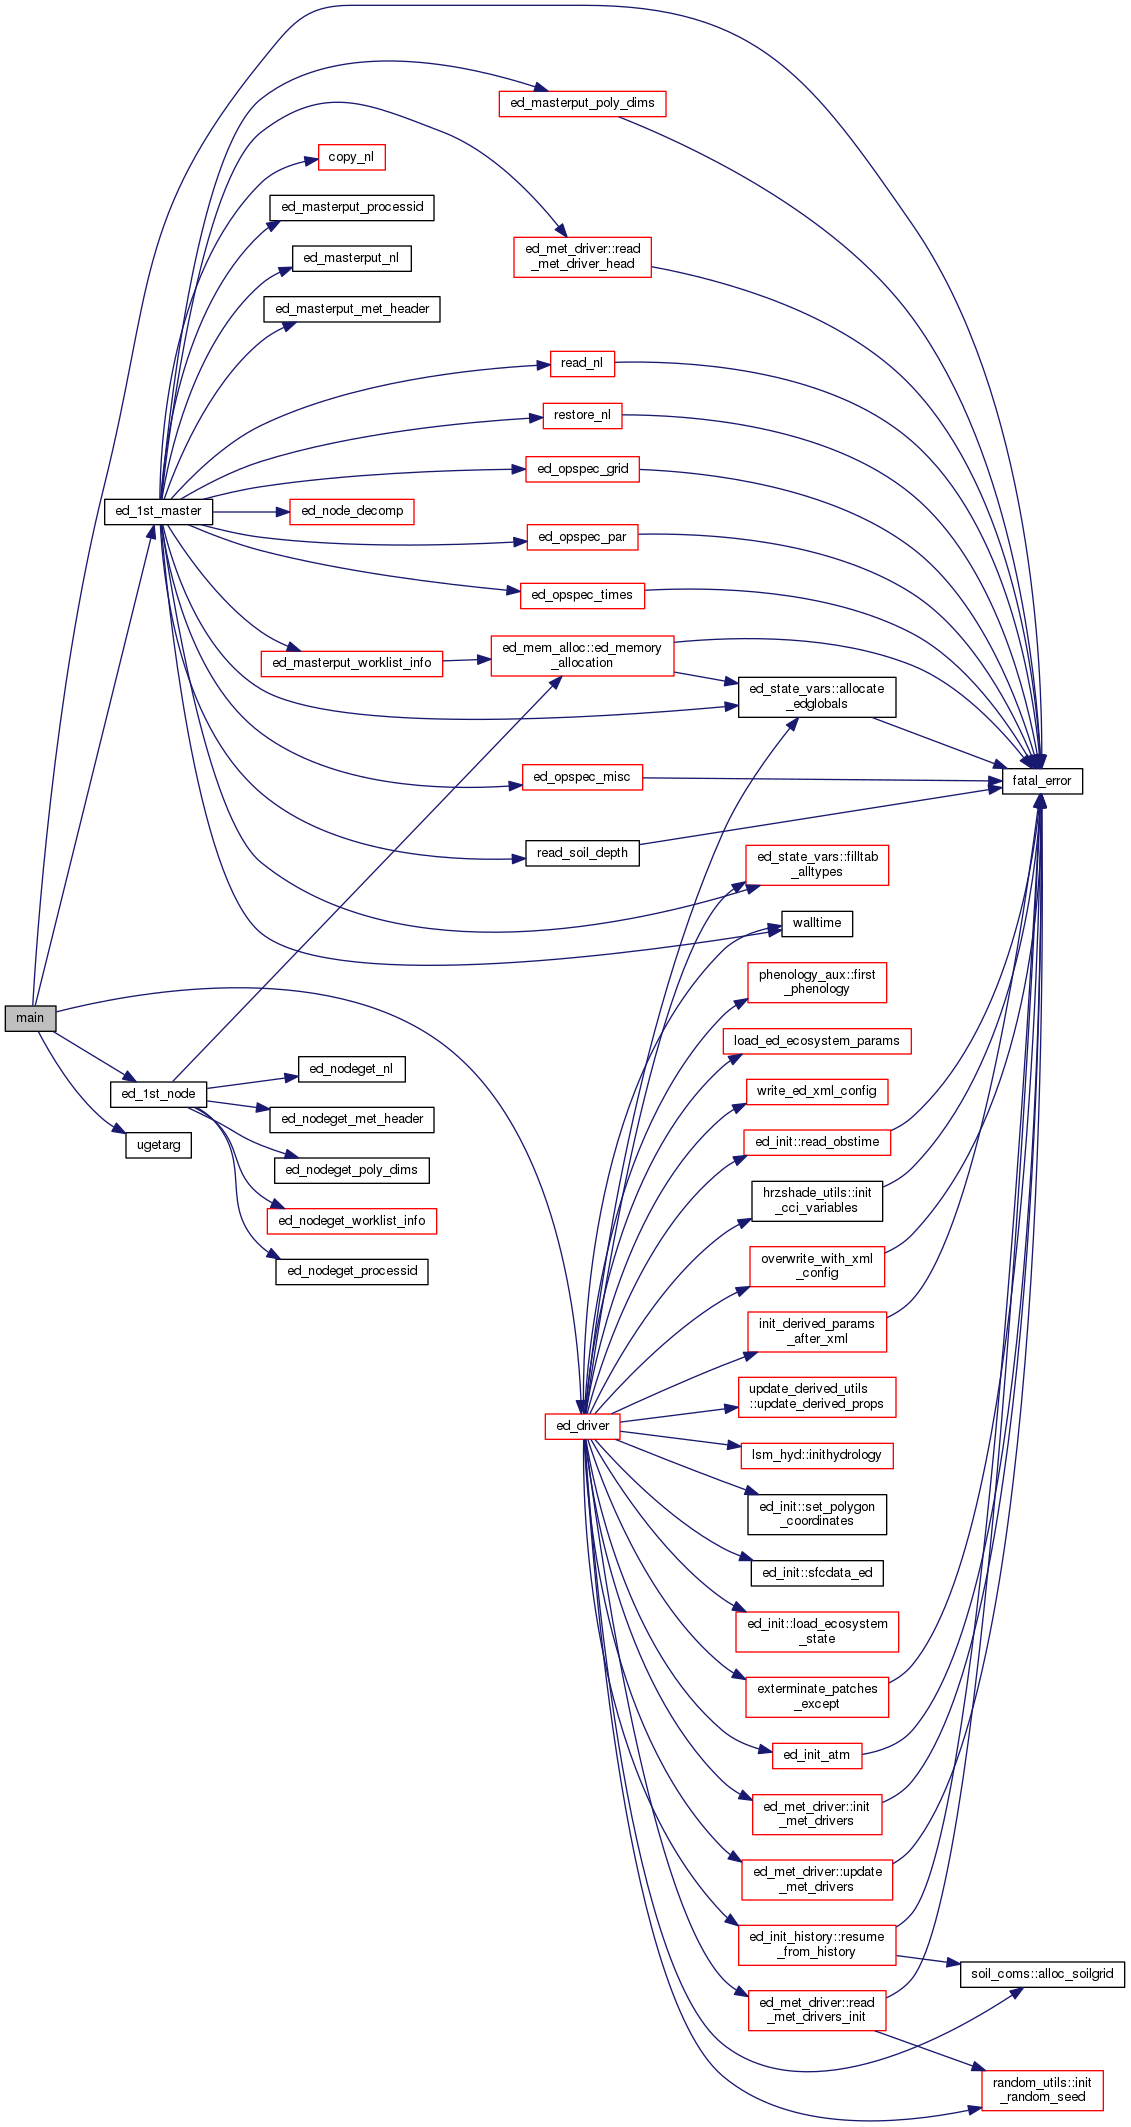 ed_masterput_poly_dims
copy_nl
ed_masterput_processid
ed_met_driver::read
_met_driver_head
ed_masterput_nl
ed_masterput_met_header
read_nl
restore_nl
ed_opspec_grid
ed_1st_master
ed_node_decomp
ed_opspec_par
ed_opspec_times
ed_masterput_worklist_info
ed_mem_alloc::ed_memory
_allocation
ed_state_vars::allocate
_edglobals
ed_opspec_misc
fatal_error
read_soil_depth
ed_state_vars::filltab
_alltypes
walltime
phenology_aux::first
_phenology
main
load_ed_ecosystem_params
ed_nodeget_nl
ed_1st_node
write_ed_xml_config
ed_nodeget_met_header
ugetarg
ed_init::read_obstime
ed_nodeget_poly_dims
hrzshade_utils::init
_cci_variables
ed_nodeget_worklist_info
ed_nodeget_processid
overwrite_with_xml
_config
init_derived_params
_after_xml
update_derived_utils
::update_derived_props
ed_driver
lsm_hyd::inithydrology
ed_init::set_polygon
_coordinates
ed_init::sfcdata_ed
ed_init::load_ecosystem
_state
exterminate_patches
_except
ed_init_atm
ed_met_driver::init
_met_drivers
ed_met_driver::update
_met_drivers
ed_init_history::resume
_from_history
soil_coms::alloc_soilgrid
ed_met_driver::read
_met_drivers_init
random_utils::init
_random_seed